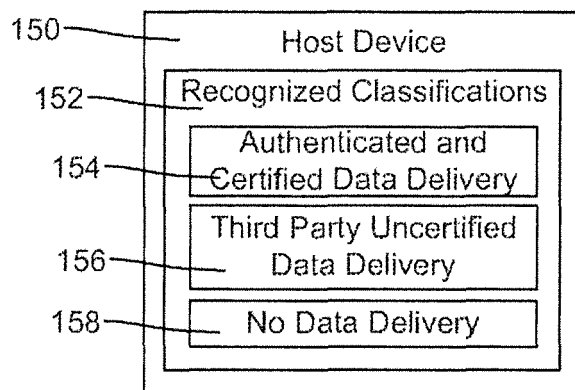 150
Host Device
152
Recognized Classifications
154
Authenticated and
Certified Data Delivery
156
Third Party Uncertified
Data Delivery
158
No Data Delivery